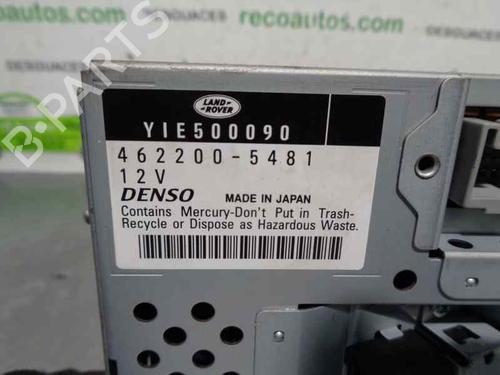 recoautos.com
DESGUACES
recoautos
LAND-
ROVER
YIE500090
462200-5481
12V
DENSO MADE IN JAPAN
Contains Mercury-Don't Put in Trash-
Recycle or Dispose as Hazardous Waste.
B-PARTS